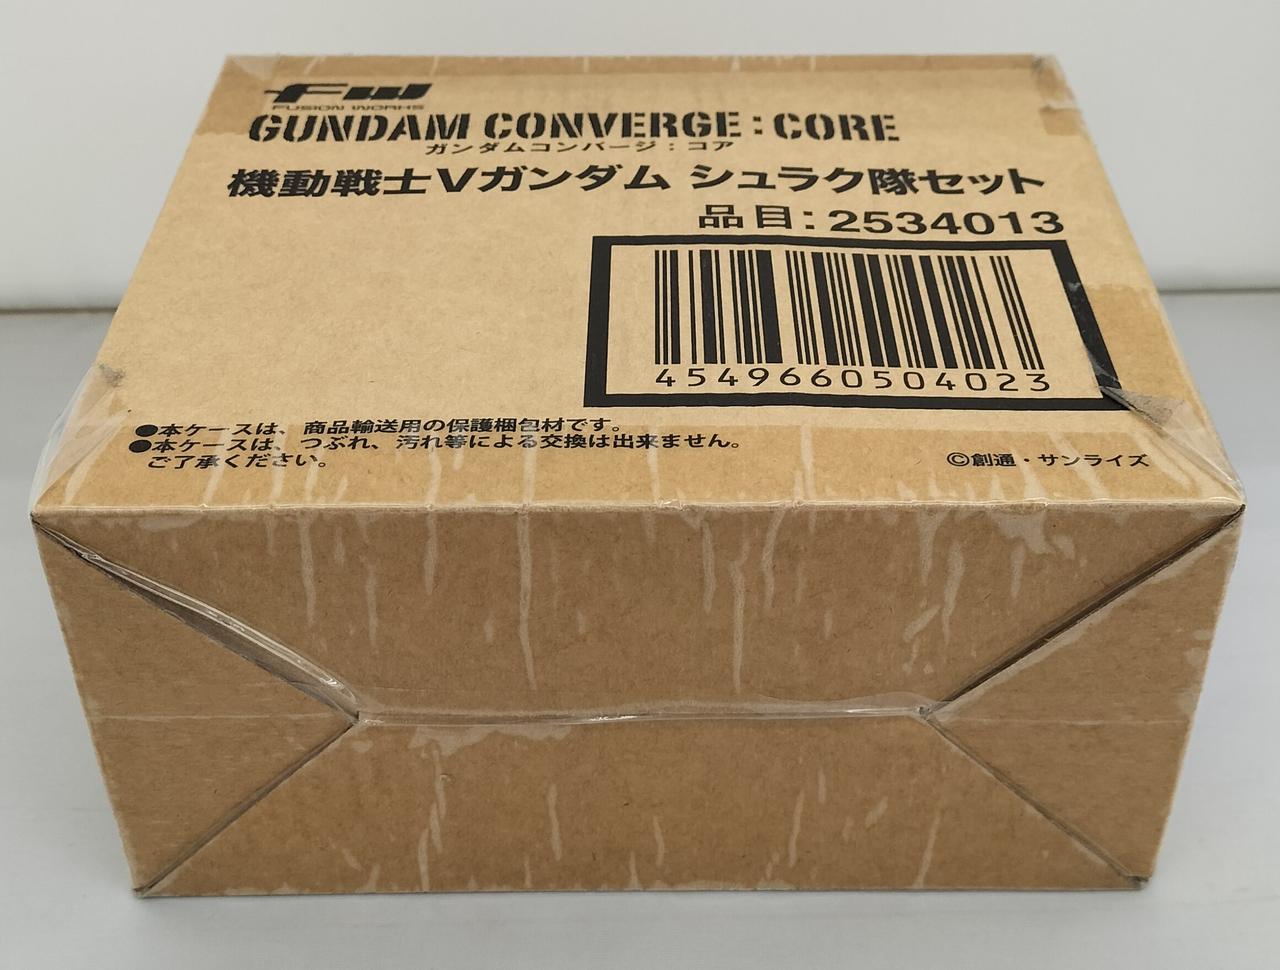 FW
FUSION WORKS
GUNDAM CONVERGE:CORE
ガンダムコンバージ:コア
機動戦士Vガンダム シュラク隊セット
品目:2534013
4549660504023
●本ケースは、商品輸送用の保護梱包材です。
●本ケースは、つぶれ、汚れ等による交換は出来ません。
ご了承ください。
©創通・サンライズ